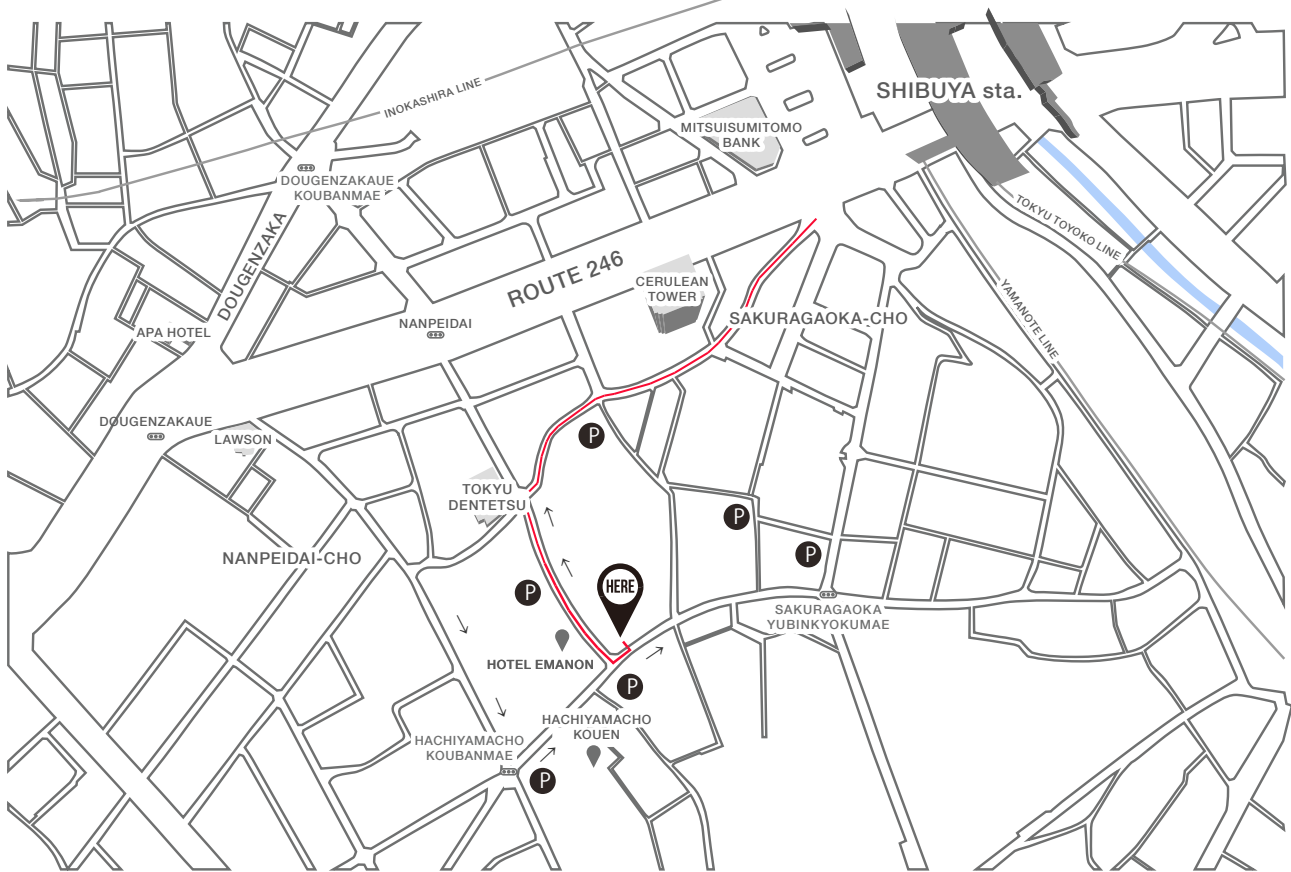 INOKASHIRA LINE
SHIBUYA sta.
MITSUISUMITOMO
BANK
DOUGENZAKAUE
KOUBANMAE
TOKYU TOYOKO LINE
DOUGENZAKA
ROUTE 246
CERULEAN
TOWER
YAMANOTE LINE
SAKURAGAOKA-CHO
NANPEIDAI
APA HOTEL
DOUGENZAKAUE
LAWSON
P
TOKYU
DENTETSU
P
P
NANPEIDAI-CHO
HERE
P
SAKURAGAOKA
YUBINKYOKUMAE
HOTEL EMANON
P
HACHIYAMACHO
KOUEN
HACHIYAMACHO
KOUBANMAE
P